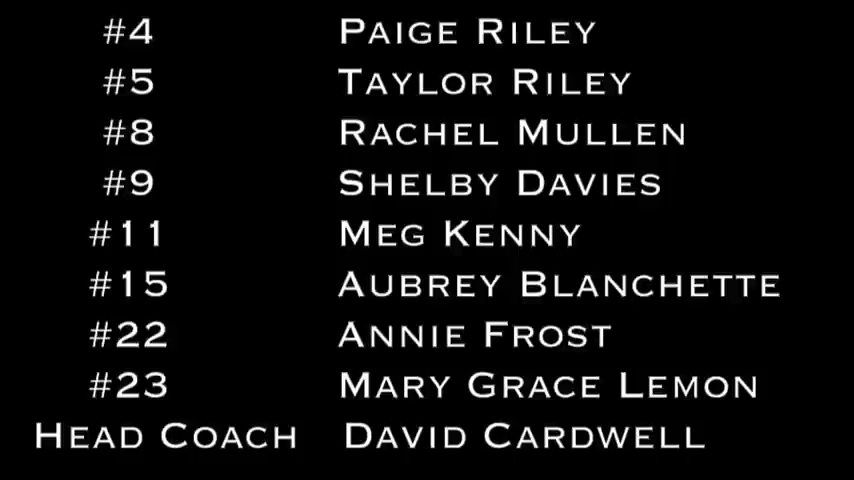 #4 Paige Riley
#5 Taylor Riley
#8 Rachel Mullen
#9 Shelby Davies
#11 Meg Kenny
#15 Aubrey Blanchette
#22 Annie Frost
#23 Mary Grace Lemon
Head Coach David Cardwell